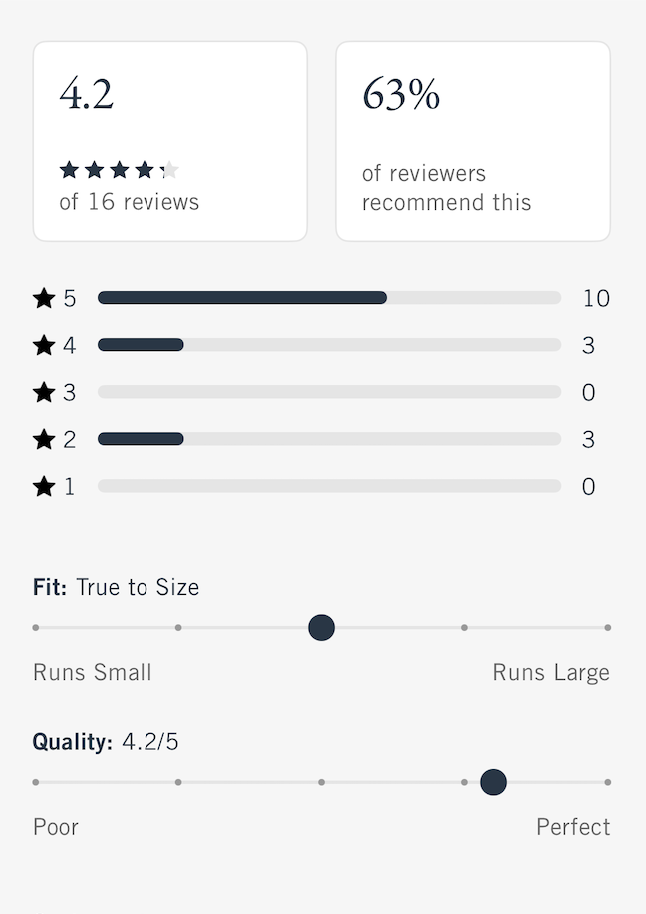 4.2
of 16 reviews
63%
of reviewers
recommend this
5 10
4 3
3 0
2 3
1 0
Fit: True to Size
Runs Small Runs Large
Quality: 4.2/5
Poor Perfect